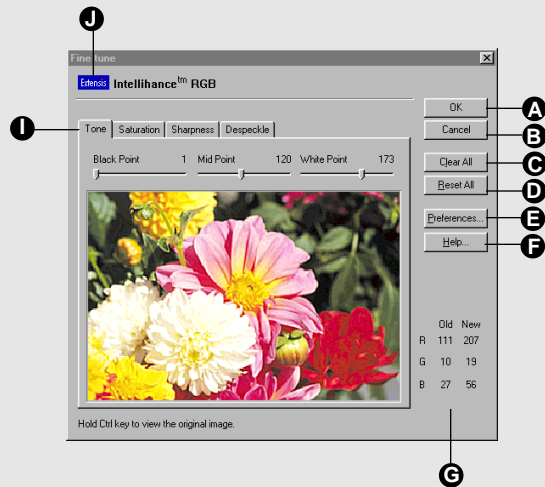 J
Fine tune
Extensis Intellihance™ RGB
OK A
I Tone Saturation Sharpness Despeckle
Cancel B
Black Point 1 Mid Point 120 White Point 173
Clear All C
Reset All D
Preferences... E
Help... F
Old New
R 111 207
G 10 19
B 27 56
Hold Ctrl key to view the original image.
G